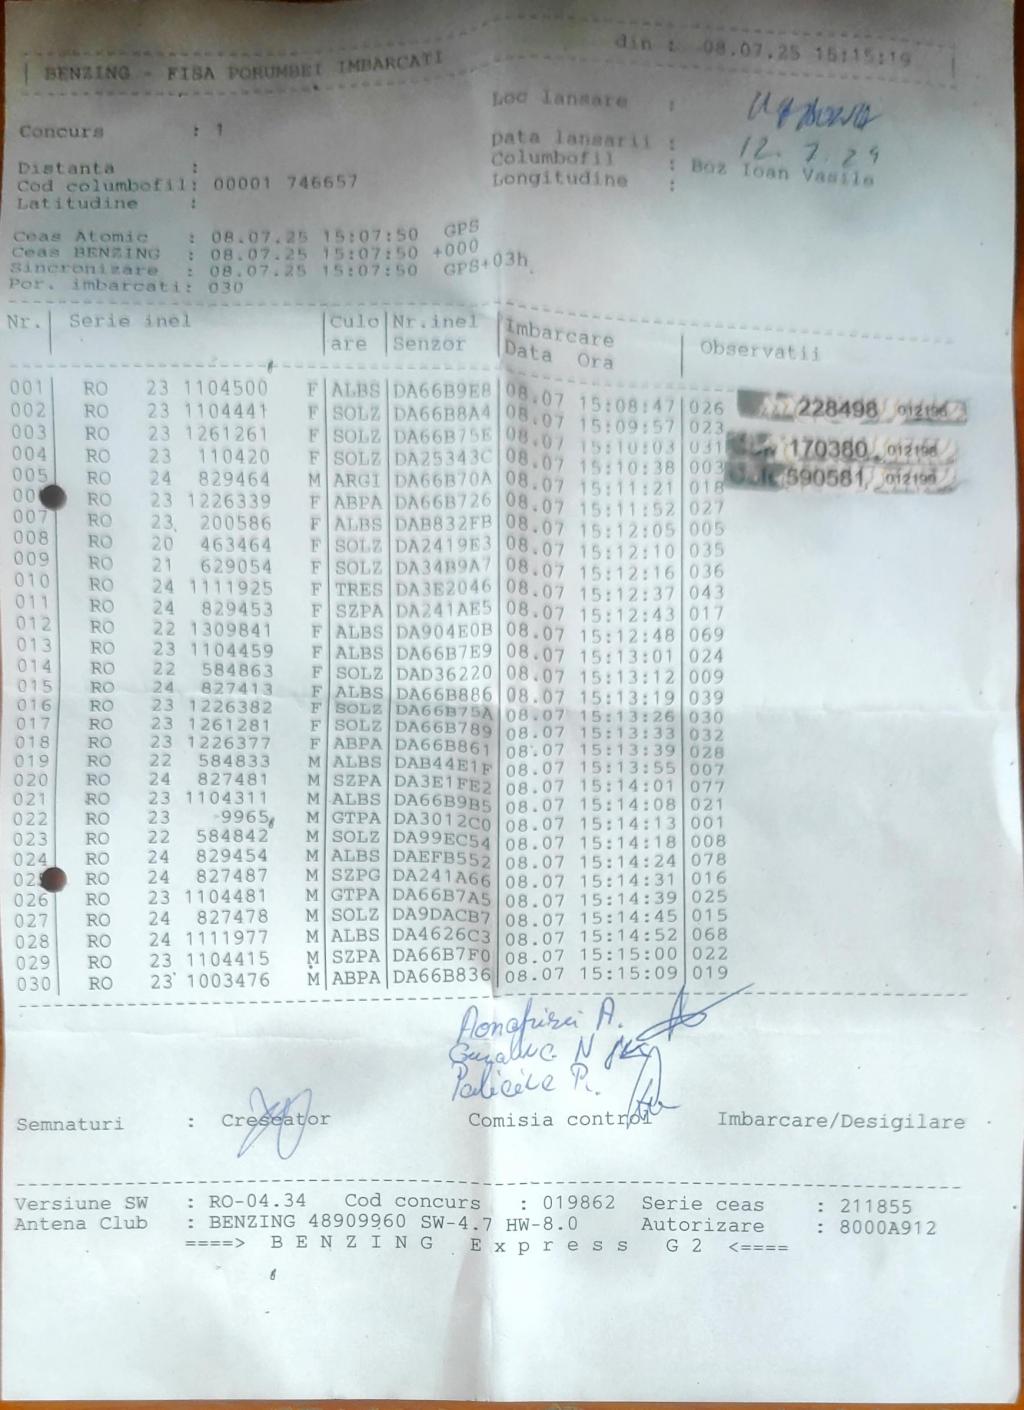 din : 08.07.25 15:15:19
BENZING - FISA PORUMBEI IMBARCATI
Loc lansare :
Concurs : 1
Data lansarii : 12. 7.
Distanta :
Columbofil : Boz Ioan Vasile
Cod columbofil: 00001 746657
Longitudine :
Latitudine :
Ceas Atomic : 08.07.25 15:07:50 GPS
Ceas BENZING : 08.07.25 15:07:50 +000
Sincronizare : 08.07.25 15:07:50 GPS+03h
Por. imbarcati: 030
Nr. Serie inel Culo Nr.inel Imbarcare Observatii
are Senzor Data Ora
001 RO 23 1104500 F ALBS DA66B9E8 08.07 15:08:47 026 228498 012196
002 RO 23 1104441 F SOLZ DA66B8A4 08.07 15:09:57 023
003 RO 23 1261261 F SOLZ DA66B75E 08.07 15:10:03 031 170380 012196
004 RO 23 110420 F SOLZ DA25343C 08.07 15:10:38 003 590581 012196
005 RO 24 829464 M ARGI DA66B70A 08.07 15:11:21 018
00 RO 23 1226339 F ABPA DA66B726 08.07 15:11:52 027
007 RO 23 200586 F ALBS DAB832FB 08.07 15:12:05 005
008 RO 20 463464 F SOLZ DA2419E3 08.07 15:12:10 035
009 RO 21 629054 F SOLZ DA34B9A7 08.07 15:12:16 036
010 RO 24 1111925 F TRES DA3E2046 08.07 15:12:37 043
011 RO 24 829453 F SZPA DA241AE5 08.07 15:12:43 017
012 RO 22 1309841 F ALBS DA904E0B 08.07 15:12:48 069
013 RO 23 1104459 F ALBS DA66B7E9 08.07 15:13:01 024
014 RO 22 584863 F SOLZ DAD36220 08.07 15:13:12 009
015 RO 24 827413 F ALBS DA66B886 08.07 15:13:19 039
016 RO 23 1226382 F SOLZ DA66B75A 08.07 15:13:26 030
017 RO 23 1261281 F SOLZ DA66B789 08.07 15:13:33 032
018 RO 23 1226377 F ABPA DA66B861 08.07 15:13:39 028
019 RO 22 584833 M ALBS DAB44E1F 08.07 15:13:55 007
020 RO 24 827481 M SZPA DA3E1FE2 08.07 15:14:01 077
021 RO 23 1104311 M ALBS DA66B9B5 08.07 15:14:08 021
022 RO 23 9965 M GTPA DA3012C0 08.07 15:14:13 001
023 RO 22 584842 M SOLZ DA99EC54 08.07 15:14:18 008
024 RO 24 829454 M ALBS DAEFB552 08.07 15:14:24 078
025 RO 24 827487 M SZPG DA241A66 08.07 15:14:31 016
026 RO 23 1104481 M GTPA DA66B7A5 08.07 15:14:39 025
027 RO 24 827478 M SOLZ DA9DACB7 08.07 15:14:45 015
028 RO 24 1111977 M ALBS DA4626C3 08.07 15:14:52 068
029 RO 23 1104415 M SZPA DA66B7F0 08.07 15:15:00 022
030 RO 23 1003476 M ABPA DA66B836 08.07 15:15:09 019
Semnaturi : Crescator Comisia control Imbarcare/Desigilare
Versiune SW : RO-04.34 Cod concurs : 019862 Serie ceas : 211855
Antena Club : BENZING 48909960 SW-4.7 HW-8.0 Autorizare : 8000A912
====> B E N Z I N G E x p r e s s G 2 <====